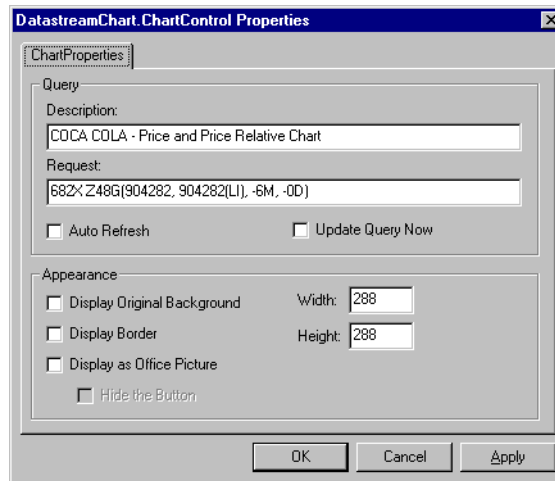 DatastreamChart.ChartControl Properties
ChartProperties
Query
Description:
COCA COLA - Price and Price Relative Chart
Request:
682X Z48G(904282, 904282(LI), -6M, -0D)
Auto Refresh
Update Query Now
Appearance
Display Original Background
Width: 288
Display Border
Height: 288
Display as Office Picture
Hide the Button
OK Cancel Apply